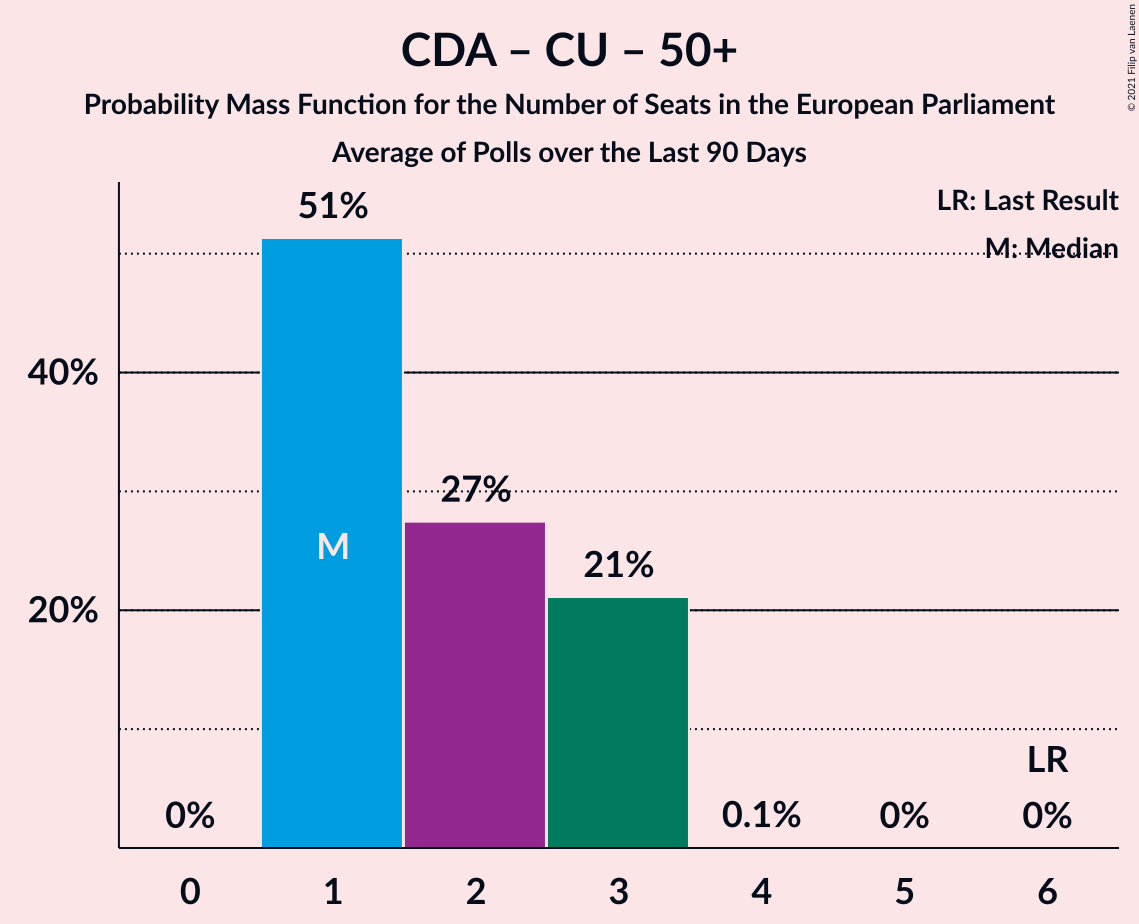 CDA – CU – 50+
Probability Mass Function for the Number of Seats in the European Parliament
Average of Polls over the Last 90 Days
© 2021 Filip van Laenen
LR: Last Result
M: Median
51%
40%
27%
M
21%
20%
LR
0%
0.1%
0%
0%
0 1 2 3 4 5 6